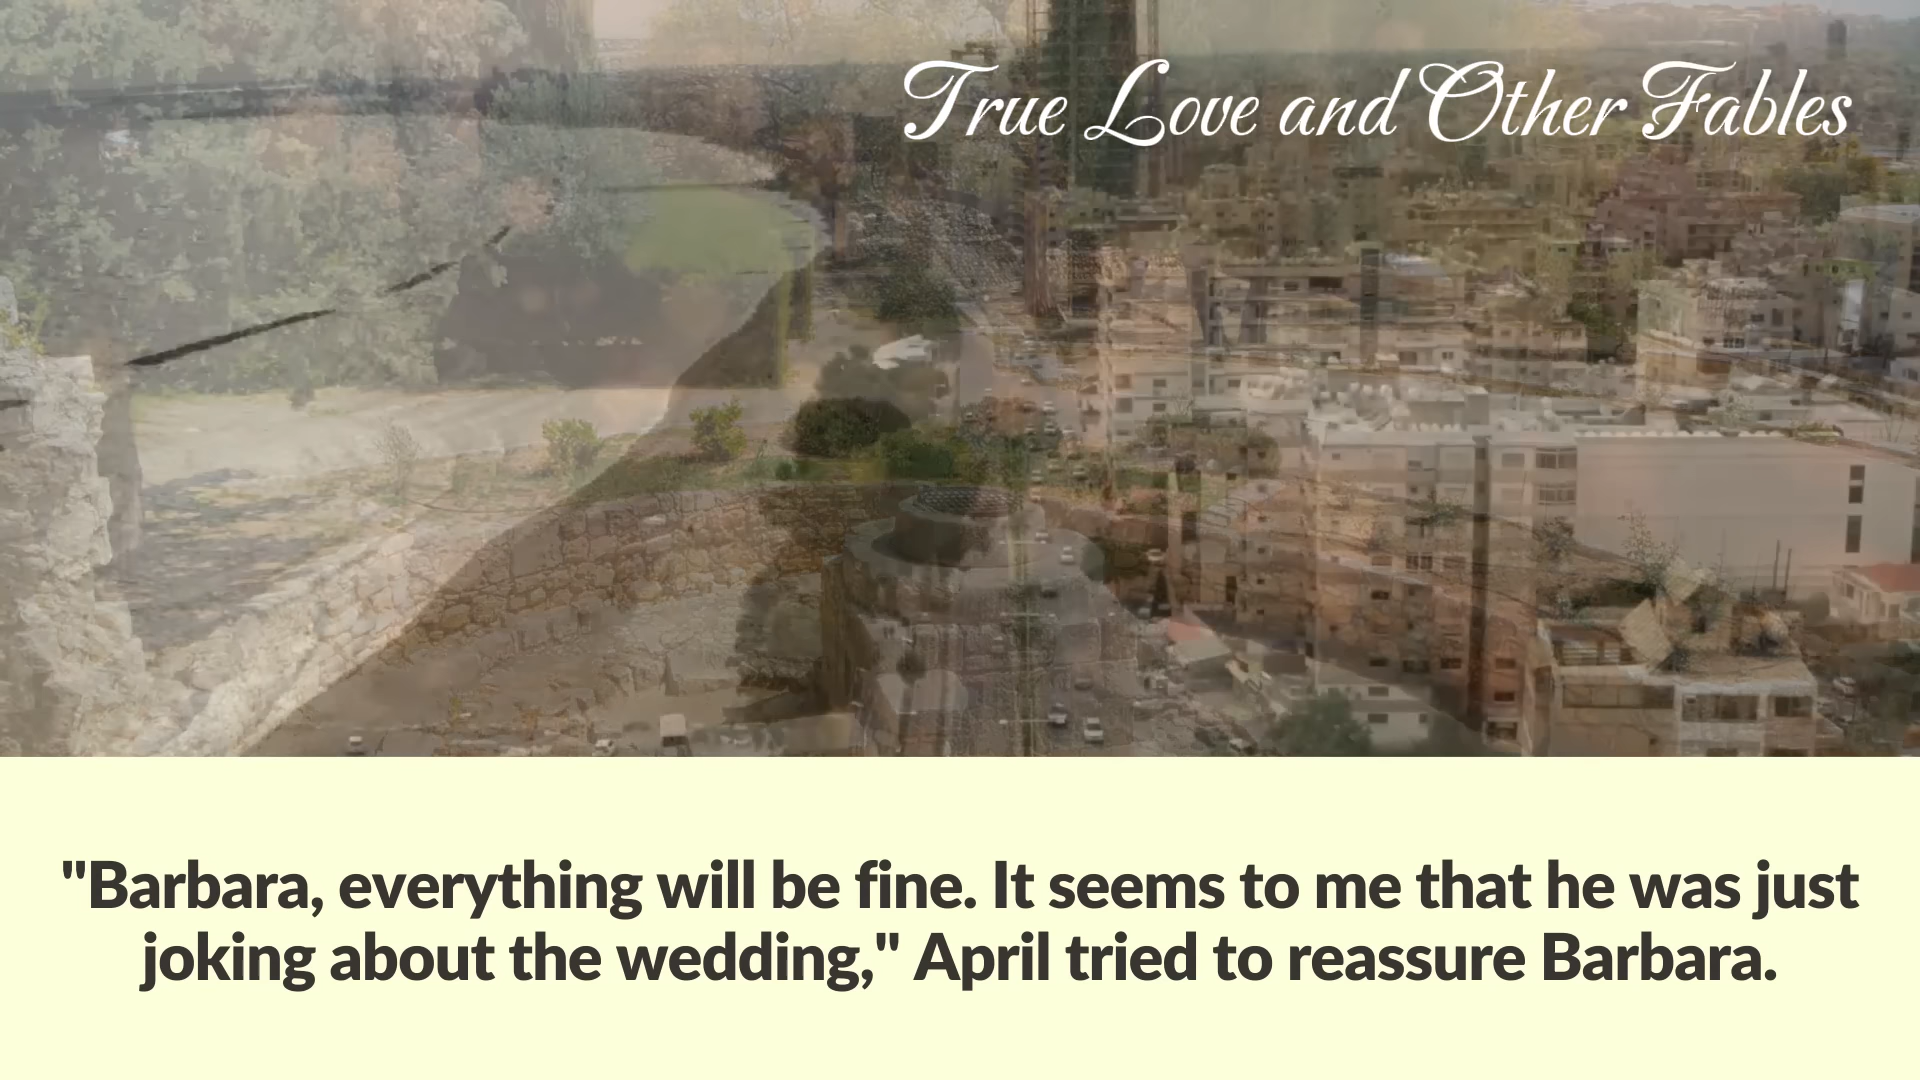 True Love and Other Fables
"Barbara, everything will be fine. It seems to me that he was just
joking about the wedding," April tried to reassure Barbara.